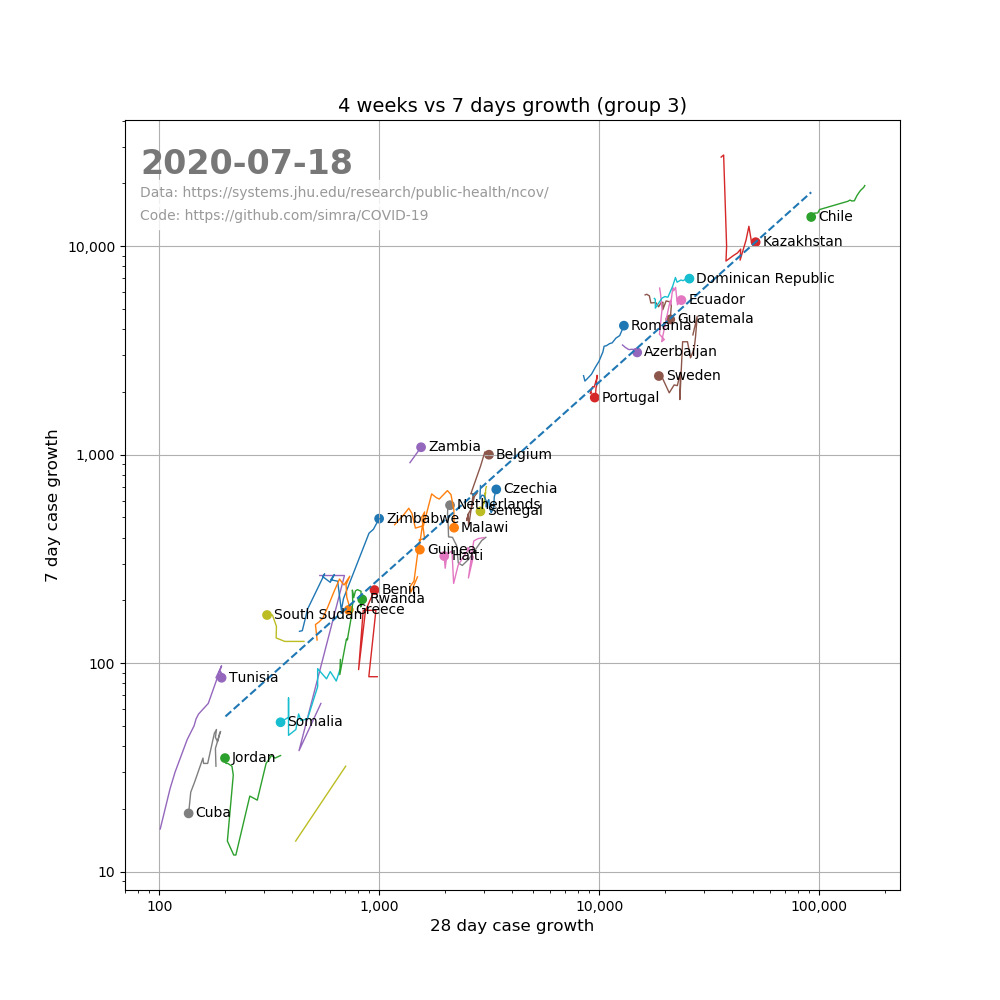 4 weeks vs 7 days growth (group 3)
2020-07-18
Data: https://systems.jhu.edu/research/public-health/ncov/
Code: https://github.com/simra/COVID-19
10,000
1,000
100
10
7 day case growth
Chile
Kazakhstan
Dominican Republic
Ecuador
Guatemala
Romania
Azerbaijan
Sweden
Portugal
Zambia
Belgium
Czechia
Netherlands
Senegal
Zimbabwe
Malawi
Guinea
Haiti
Benin
Rwanda
Greece
South Sudan
Tunisia
Somalia
Jordan
Cuba
100
1,000
10,000
100,000
28 day case growth